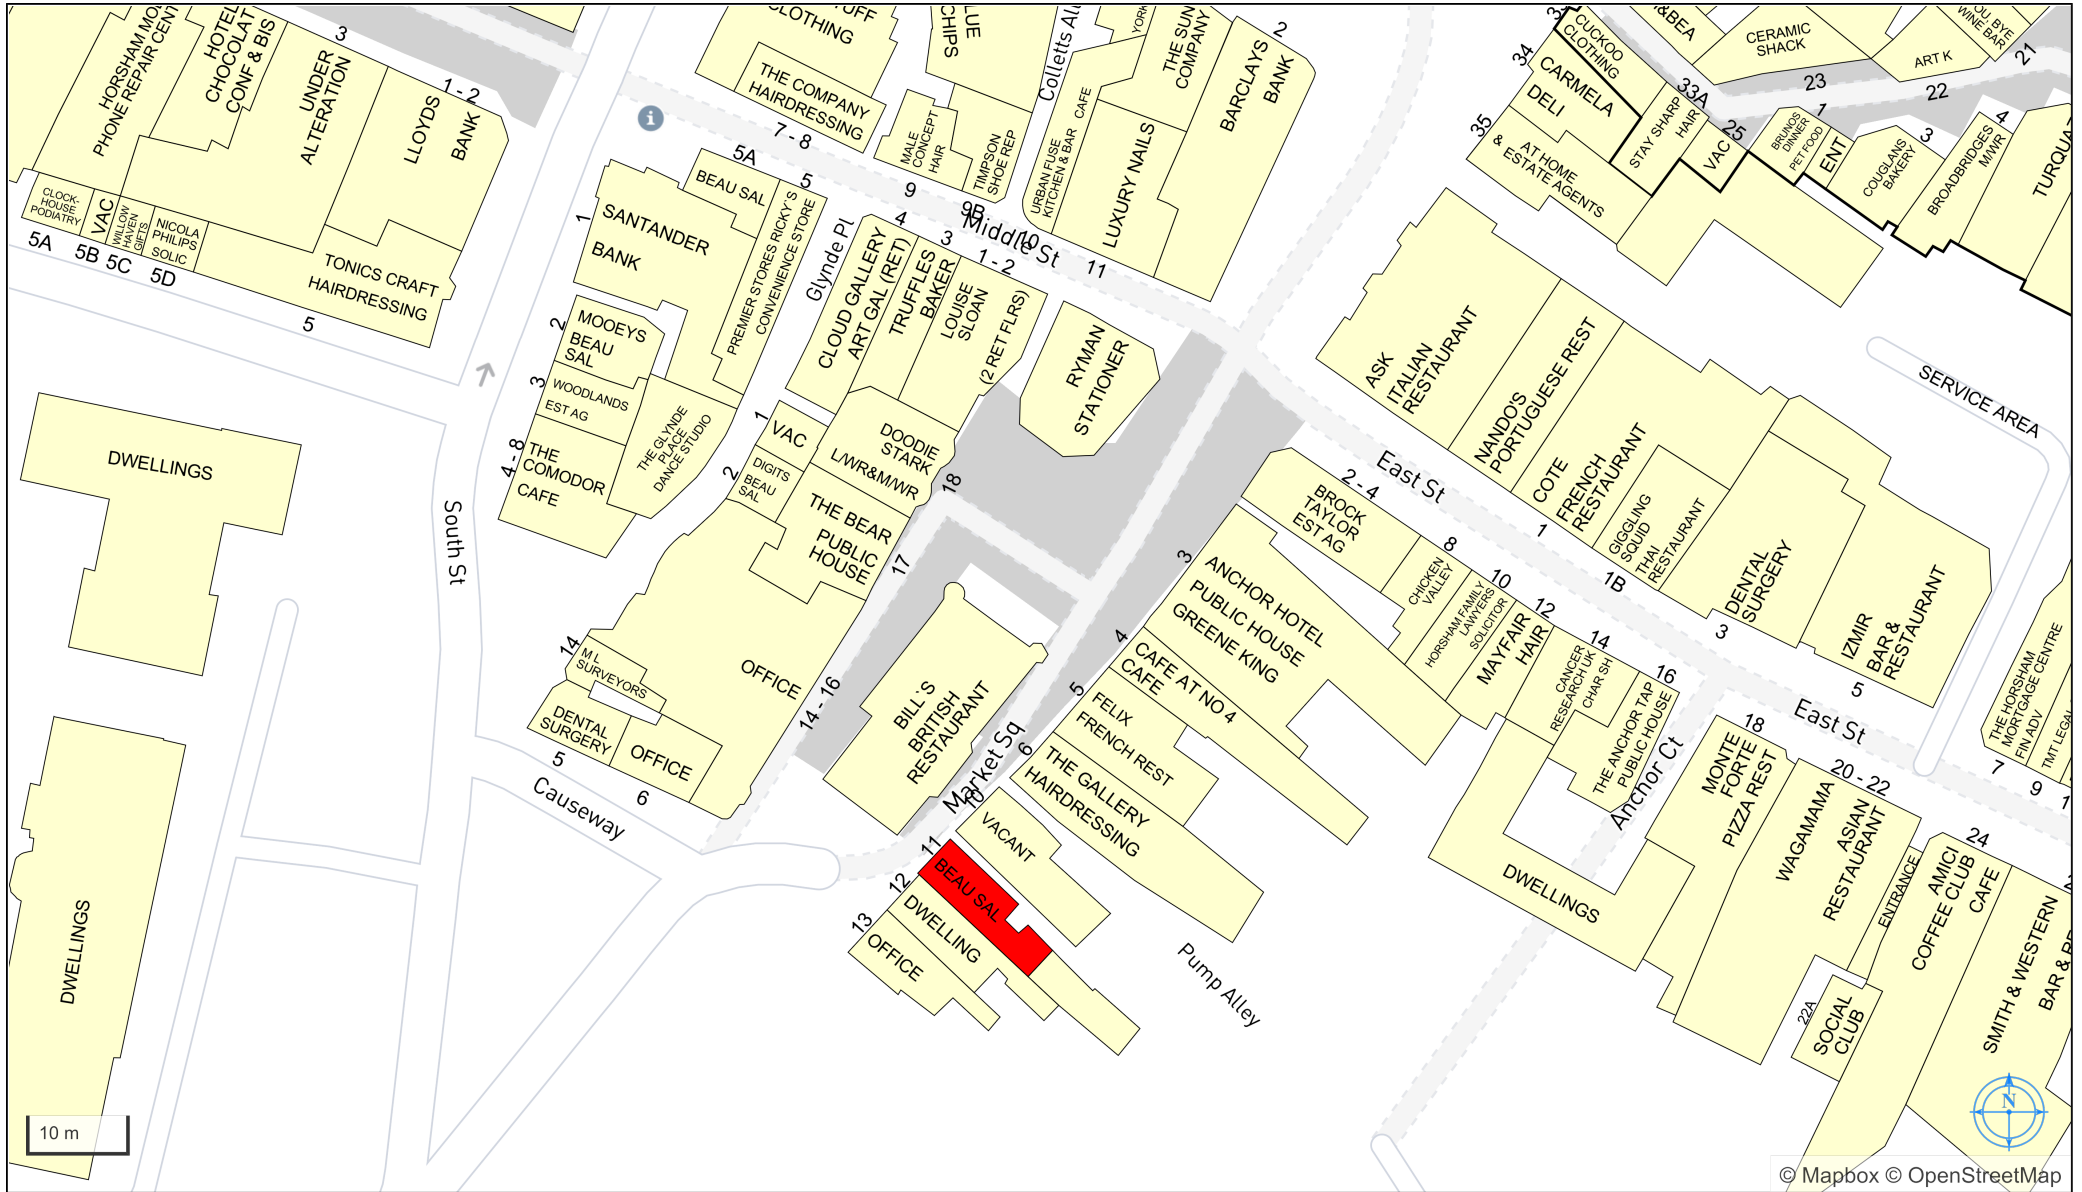 HORSHAM MO
PHONE REPAIR CENT
HOTEL
CHOCOLAT
CONF & BIS
3
UNDER
ALTERATION
1 - 2
LLOYDS
BANK
CLOCK-
HOUSE
PODIATRY
VAC
WILLOW
HAVEN
GIFTS
NICOLA
PHILIPS
SOLIC
TONICS CRAFT
HAIRDRESSING
5A
5B
5C
5D
5
CLOTHING
THE COMPANY
HAIRDRESSING
7 - 8
CHIPS
MALE
CONCEPT
HAIR
9
TIMPSON
SHOE REP
9B
Colletts All
YORK
URBAN FUSE
KITCHEN & BAR CAFE
10
THE SUN
COMPANY
LUXURY NAILS
11
2
BARCLAYS
BANK
Middle St
5A
BEAU SAL
5
PREMIER STORES RICKY'S
CONVENIENCE STORE
1
SANTANDER
BANK
Glynde Pl
4
CLOUD GALLERY
ART GAL (RET)
3
TRUFFLES
BAKER
1 - 2
LOUISE
SLOAN
(2 RET FLRS)
RYMAN
STATIONER
2
MOOEYS
BEAU
SAL
3
WOODLANDS
EST AG
4 - 8
THE
COMODOR
CAFE
THE GLYNDE
PLACE
DANCE STUDIO
1
VAC
2
DIGITS
BEAU
SAL
DOODIE
STARK
L/WR&M/WR
18
THE BEAR
PUBLIC
HOUSE
17
OFFICE
14 - 16
14
M L
SURVEYORS
DENTAL
SURGERY
5
OFFICE
6
Causeway
South St
DWELLINGS
DWELLINGS
BILL`S
BRITISH
RESTAURANT
Market Sq
3
ANCHOR HOTEL
PUBLIC HOUSE
GREENE KING
4
CAFE AT NO 4
CAFE
5
FELIX
FRENCH REST
6
THE GALLERY
HAIRDRESSING
10
VACANT
11
BEAU SAL
12
DWELLING
13
OFFICE
Pump Alley
34
CUCKOO
CLOTHING
CARMELA
DELI
35
AT HOME
& ESTATE AGENTS
33A
STAY SHARP
HAIR
25
VAC
&BEA
CERAMIC
SHACK
23
ART K
22
OU, BYE
WINE BAR
21
1
BRUNOS
DINNER
PET FOOD
ENT
3
COUGLANS
BAKERY
4
BROADBRIDGES
M/WR
TURQUA
ASK
ITALIAN
RESTAURANT
NANDO'S
PORTUGUESE REST
COTE
FRENCH
RESTAURANT
1
GIGGLING
SQUID
THAI
RESTAURANT
1B
DENTAL
SURGERY
3
IZMIR
BAR &
RESTAURANT
5
SERVICE AREA
East St
2 - 4
BROCK
TAYLOR
EST AG
8
CHICKEN
VALLEY
10
HORSHAM FAMILY
LAWYERS
SOLICITOR
12
MAYFAIR
HAIR
14
CANCER
RESEARCH UK
CHAR SH
16
THE ANCHOR TAP
PUBLIC HOUSE
Anchor Ct
DWELLINGS
East St
18
MONTE
FORTE
PIZZA REST
20 - 22
WAGAMAMA
ASIAN
RESTAURANT
ENTRANCE
24
AMICI
COFFEE CLUB
CAFE
SMITH & WESTERN
22A
SOCIAL
CLUB
THE HORSHAM
MORTGAGE CENTRE
FIN ADV
TMT LEGAL
7
9
N
10 m
© Mapbox © OpenStreetMap